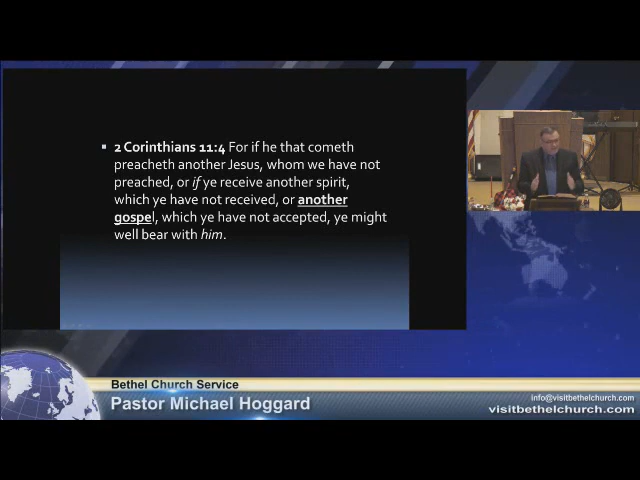 ▪ 2 Corinthians 11:4 For if he that cometh
preacheth another Jesus, whom we have not
preached, or if ye receive another spirit,
which ye have not received, or another
gospel, which ye have not accepted, ye might
well bear with him.
Bethel Church Service
Pastor Michael Hoggard
info@visitbethelchurch.com
visitbethelchurch.com